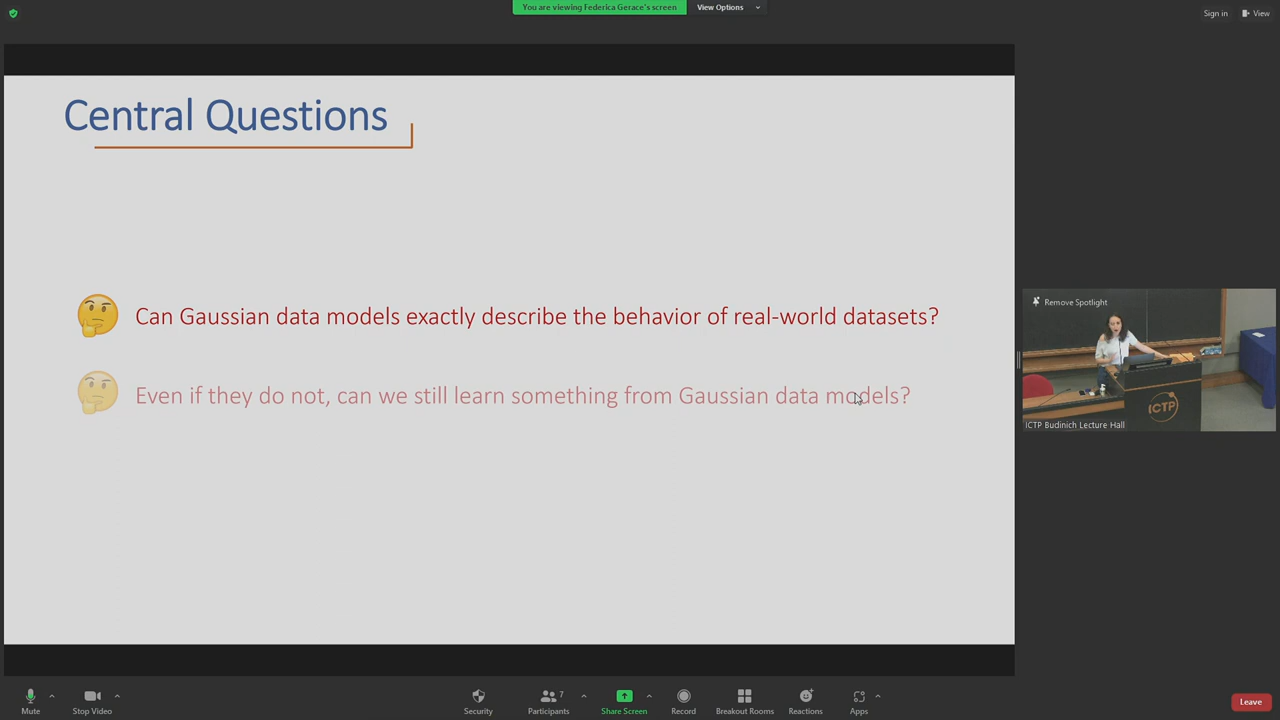 You are viewing Federica Gerace's screen
View Options
Sign in
View
Central Questions
Can Gaussian data models exactly describe the behavior of real-world datasets?
Even if they do not, can we still learn something from Gaussian data models?
Remove Spotlight
ICTP
ICTP Budinich Lecture Hall
Mute
Stop Video
Security
Participants
7
Share Screen
Record
Breakout Rooms
Reactions
Apps
Leave